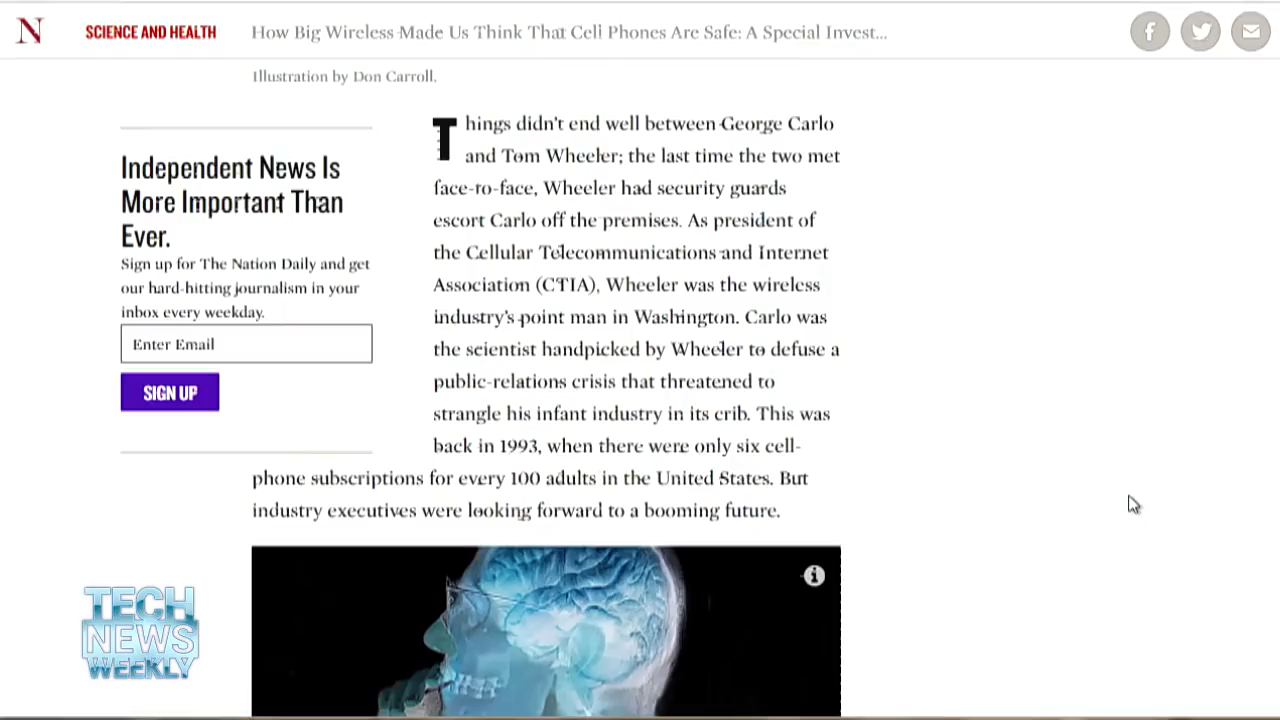 N
SCIENCE AND HEALTH
How Big Wireless Made Us Think That Cell Phones Are Safe: A Special Invest...
Illustration by Don Carroll.
Independent News Is
More Important Than
Ever.
Sign up for The Nation Daily and get
our hard-hitting journalism in your
inbox every weekday.
Enter Email
SIGN UP
Things didn't end well between George Carlo
and Tom Wheeler; the last time the two met
face-to-face, Wheeler had security guards
escort Carlo off the premises. As president of
the Cellular Telecommunications and Internet
Association (CTIA), Wheeler was the wireless
industry's point man in Washington. Carlo was
the scientist handpicked by Wheeler to defuse a
public-relations crisis that threatened to
strangle his infant industry in its crib. This was
back in 1993, when there were only six cell-
phone subscriptions for every 100 adults in the United States. But
industry executives were looking forward to a booming future.
TECH
NEWS
WEEKLY